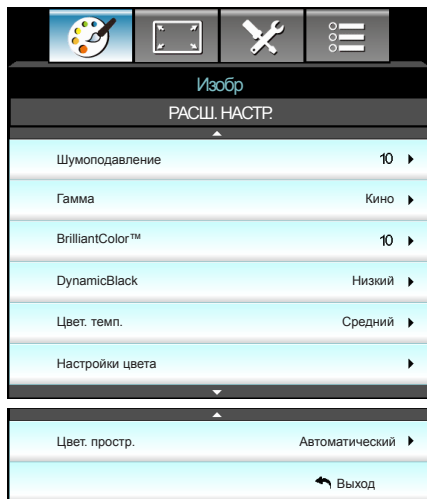 Изобр
РАСШ. НАСТР.
Шумоподавление 10
Гамма Кино
BrilliantColor™ 10
DynamicBlack Низкий
Цвет. темп. Средний
Настройки цвета
Цвет. простр. Автоматический
Выход